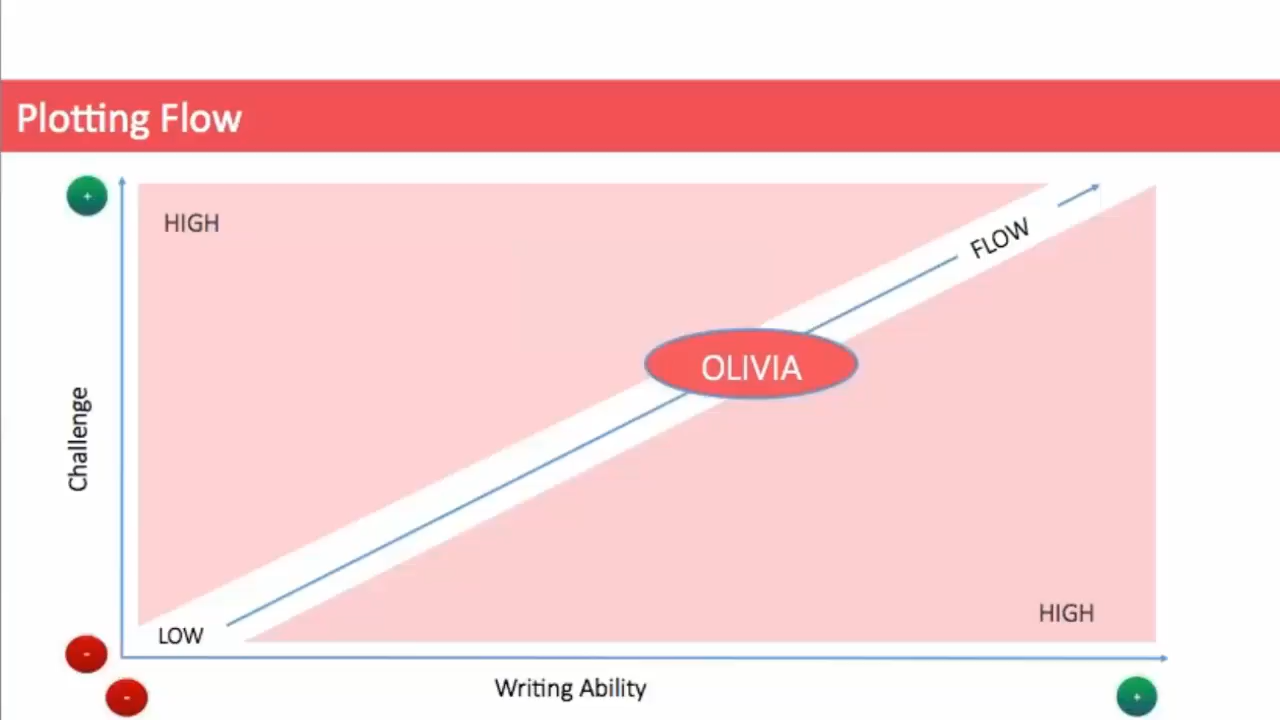 Plotting Flow
+
HIGH
FLOW
OLIVIA
Challenge
HIGH
LOW
-
-
Writing Ability
+